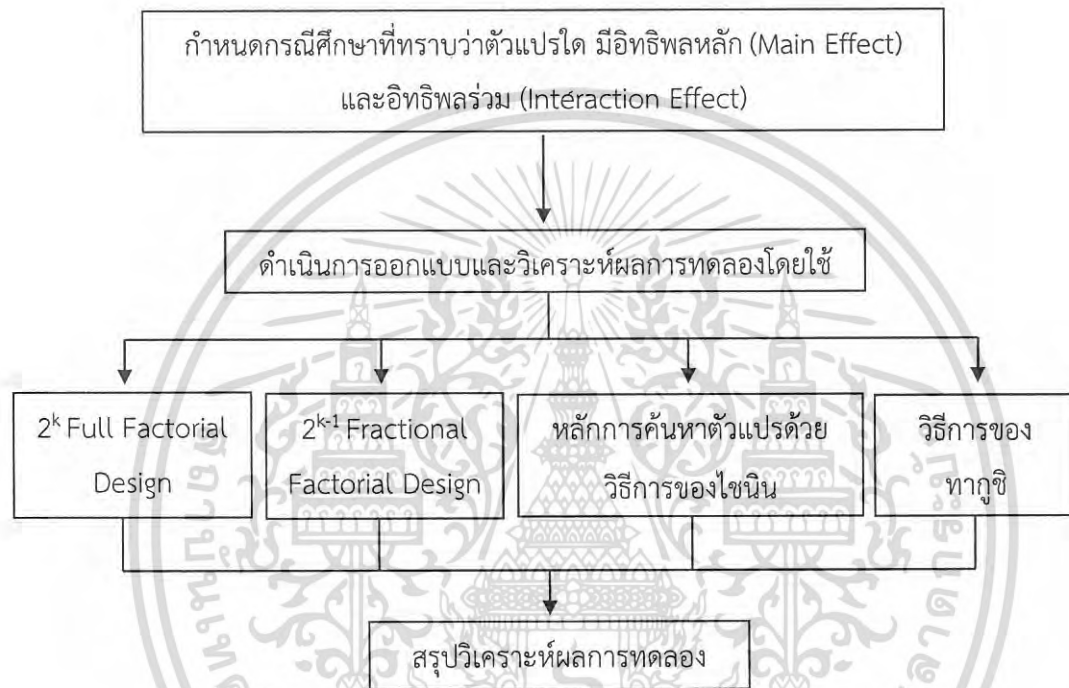 กำหนดกรณีศึกษาที่ทราบว่าตัวแปรใด มีอิทธิพลหลัก (Main Effect)
และอิทธิพลร่วม (Interaction Effect)
ดำเนินการออกแบบและวิเคราะห์ผลการทดลองโดยใช้
2ᵏ Full Factorial
Design
2ᵏ⁻¹ Fractional
Factorial Design
หลักการค้นหาตัวแปรด้วย
วิธีการของไชนิน
วิธีการของ
ทากูชิ
สรุปวิเคราะห์ผลการทดลอง